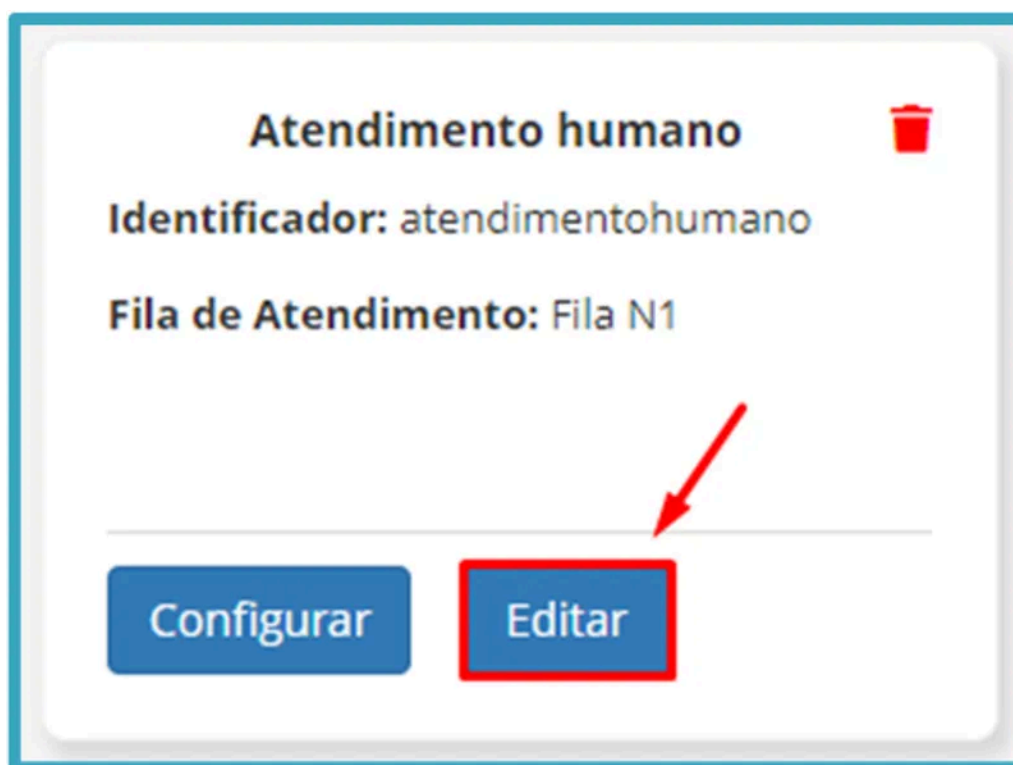 Atendimento humano
Identificador: atendimentohumano
Fila de Atendimento: Fila N1
Configurar
Editar